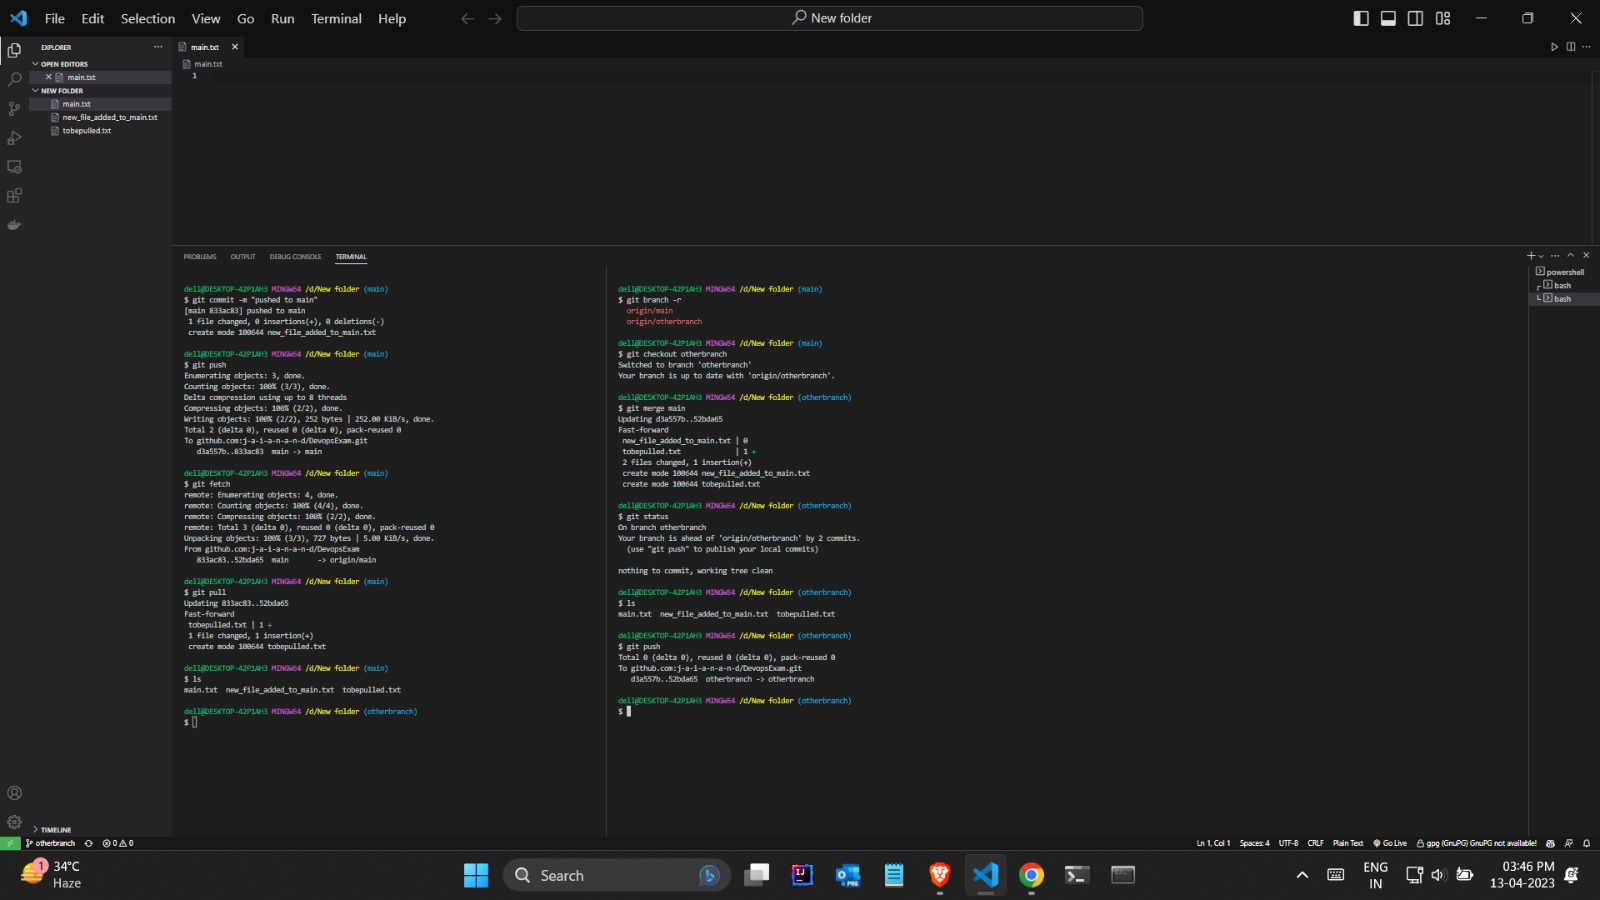 File Edit Selection View Go Run Terminal Help
New folder
EXPLORER
OPEN EDITORS
main.txt
NEW FOLDER
main.txt
new_file_added_to_main.txt
tobepulled.txt
TIMELINE
main.txt
main.txt
1
PROBLEMS OUTPUT DEBUG CONSOLE TERMINAL
dell@DESKTOP-42P1AH3 MINGW64 /d/New folder (main)
$ git commit -m "pushed to main"
[main 833ac83] pushed to main
1 file changed, 0 insertions(+), 0 deletions(-)
create mode 100644 new_file_added_to_main.txt
dell@DESKTOP-42P1AH3 MINGW64 /d/New folder (main)
$ git push
Enumerating objects: 3, done.
Counting objects: 100% (3/3), done.
Delta compression using up to 8 threads
Compressing objects: 100% (2/2), done.
Writing objects: 100% (2/2), 252 bytes | 252.00 KiB/s, done.
Total 2 (delta 0), reused 0 (delta 0), pack-reused 0
To github.com:j-a-i-a-n-a-n-d/DevopsExam.git
d3a557b..833ac83 main -> main
dell@DESKTOP-42P1AH3 MINGW64 /d/New folder (main)
$ git fetch
remote: Enumerating objects: 4, done.
remote: Counting objects: 100% (4/4), done.
remote: Compressing objects: 100% (2/2), done.
remote: Total 3 (delta 0), reused 0 (delta 0), pack-reused 0
Unpacking objects: 100% (3/3), 727 bytes | 5.00 KiB/s, done.
From github.com:j-a-i-a-n-a-n-d/DevopsExam
833ac83..52bda65 main -> origin/main
dell@DESKTOP-42P1AH3 MINGW64 /d/New folder (main)
$ git pull
Updating 833ac83..52bda65
Fast-forward
tobepulled.txt | 1 +
1 file changed, 1 insertion(+)
create mode 100644 tobepulled.txt
dell@DESKTOP-42P1AH3 MINGW64 /d/New folder (main)
$ ls
main.txt new_file_added_to_main.txt tobepulled.txt
dell@DESKTOP-42P1AH3 MINGW64 /d/New folder (otherbranch)
$
dell@DESKTOP-42P1AH3 MINGW64 /d/New folder (main)
$ git branch -r
origin/main
origin/otherbranch
dell@DESKTOP-42P1AH3 MINGW64 /d/New folder (main)
$ git checkout otherbranch
Switched to branch 'otherbranch'
Your branch is up to date with 'origin/otherbranch'.
dell@DESKTOP-42P1AH3 MINGW64 /d/New folder (otherbranch)
$ git merge main
Updating d3a557b..52bda65
Fast-forward
new_file_added_to_main.txt | 0
tobepulled.txt | 1 +
2 files changed, 1 insertion(+)
create mode 100644 new_file_added_to_main.txt
create mode 100644 tobepulled.txt
dell@DESKTOP-42P1AH3 MINGW64 /d/New folder (otherbranch)
$ git status
On branch otherbranch
Your branch is ahead of 'origin/otherbranch' by 2 commits.
(use "git push" to publish your local commits)
nothing to commit, working tree clean
dell@DESKTOP-42P1AH3 MINGW64 /d/New folder (otherbranch)
$ ls
main.txt new_file_added_to_main.txt tobepulled.txt
dell@DESKTOP-42P1AH3 MINGW64 /d/New folder (otherbranch)
$ git push
Total 0 (delta 0), reused 0 (delta 0), pack-reused 0
To github.com:j-a-i-a-n-a-n-d/DevopsExam.git
d3a557b..52bda65 otherbranch -> otherbranch
dell@DESKTOP-42P1AH3 MINGW64 /d/New folder (otherbranch)
$
powershell
bash
bash
otherbranch 0 0
Ln 1, Col 1 Spaces: 4 UTF-8 CRLF Plain Text Go Live gpg (GnuPG) GnuPG not available!
1
34°C
Haze
Search
IJ
PRE
ENG
IN
03:46 PM
13-04-2023